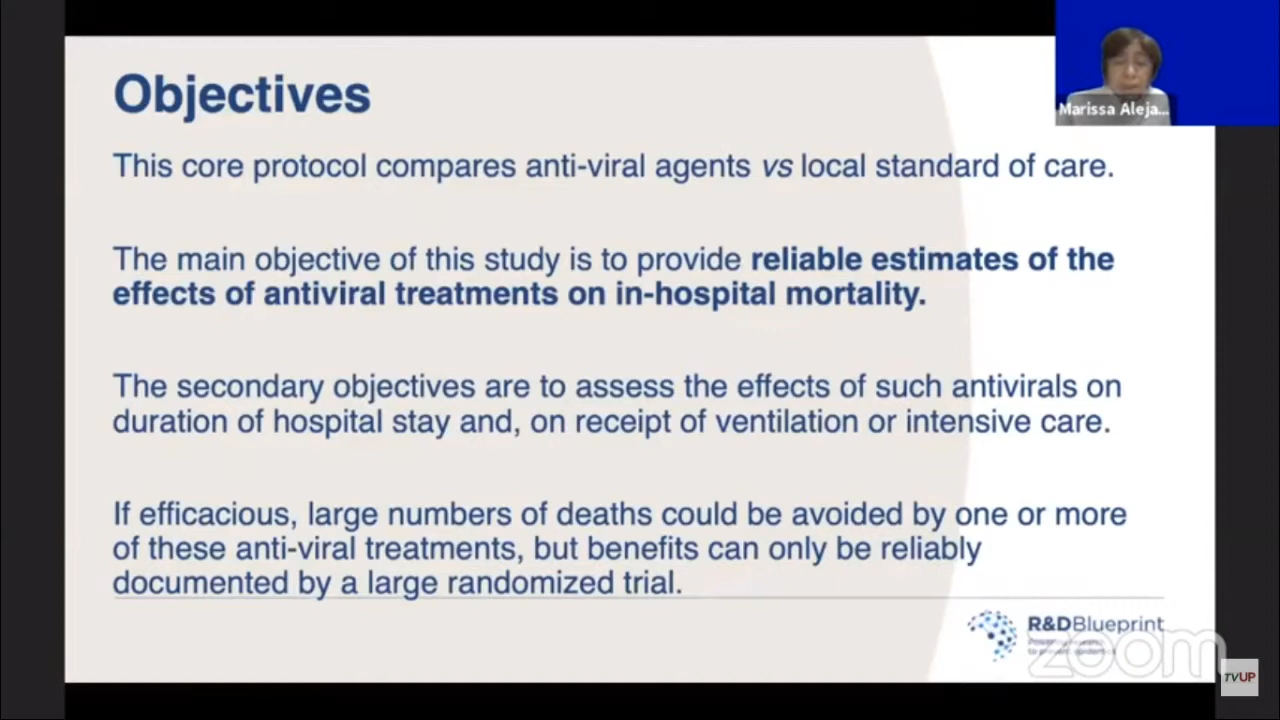 Objectives
Marissa Aleja...
This core protocol compares anti-viral agents vs local standard of care.
The main objective of this study is to provide reliable estimates of the
effects of antiviral treatments on in-hospital mortality.
The secondary objectives are to assess the effects of such antivirals on
duration of hospital stay and, on receipt of ventilation or intensive care.
If efficacious, large numbers of deaths could be avoided by one or more
of these anti-viral treatments, but benefits can only be reliably
documented by a large randomized trial.
R&DBlueprint
to prevent epidemics
zoom
TVUP